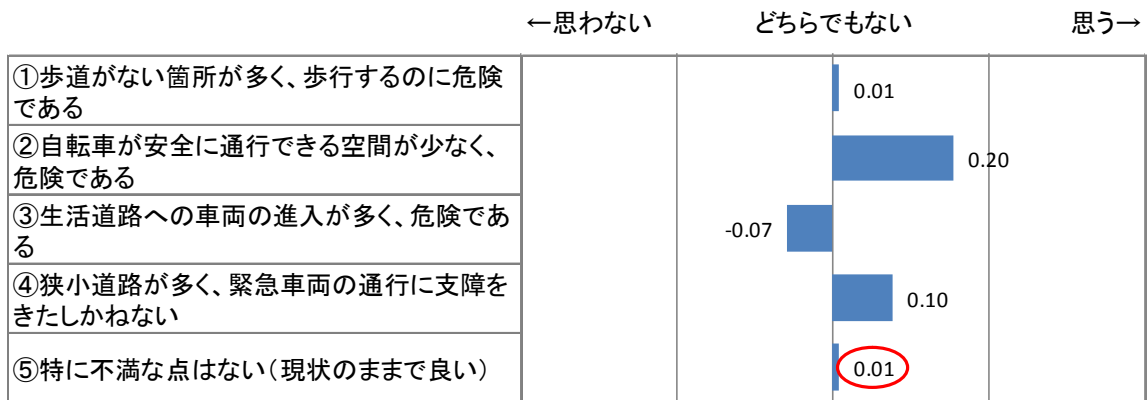 ←思わない どちらでもない 思う→
①歩道がない箇所が多く、歩行するのに危険
である
0.01
②自転車が安全に通行できる空間が少なく、
危険である
0.20
③生活道路への車両の進入が多く、危険であ
る
-0.07
④狭小道路が多く、緊急車両の通行に支障を
きたしかねない
0.10
⑤特に不満な点はない（現状のままで良い）
0.01